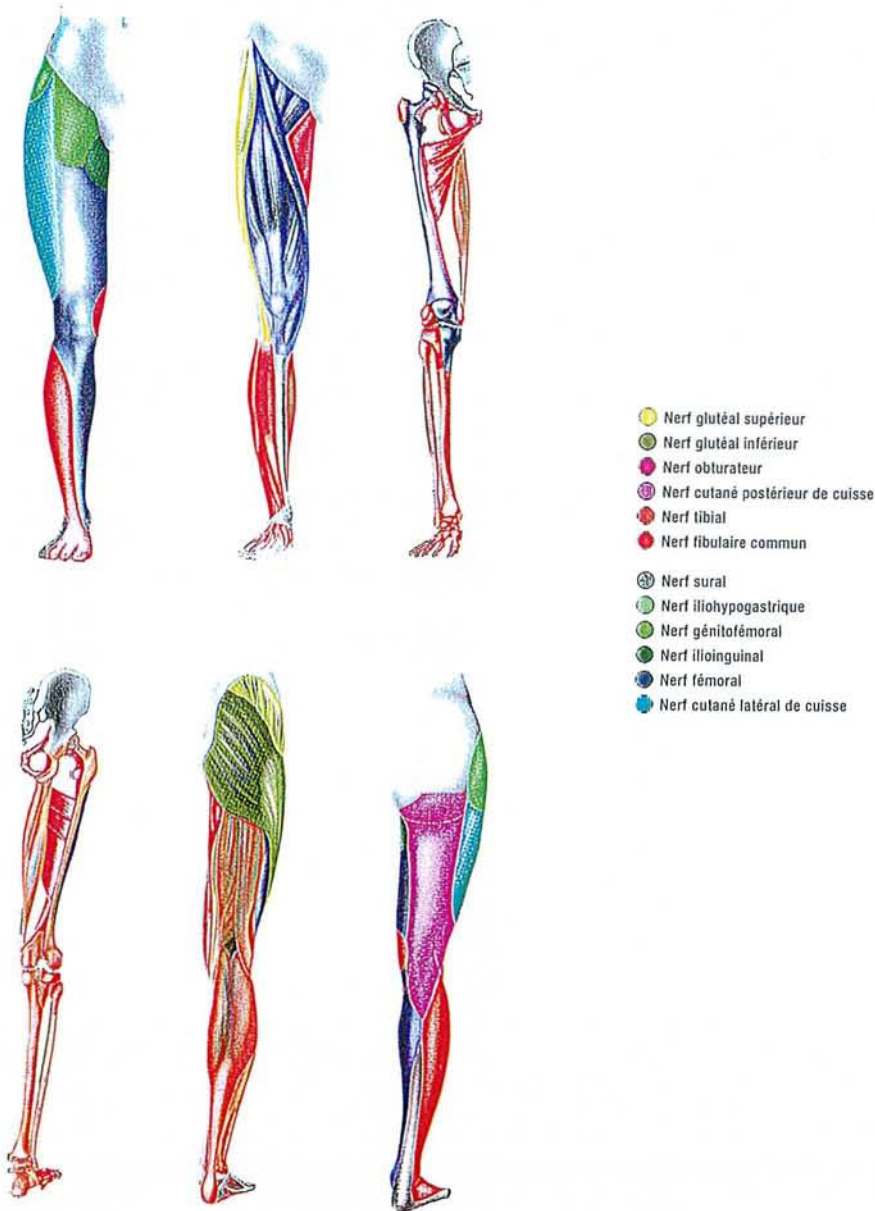 Nerf glutéal supérieur
Nerf glutéal inférieur
Nerf obturateur
Nerf cutané postérieur de cuisse
Nerf tibial
Nerf fibulaire commun
Nerf sural
Nerf iliohypogastrique
Nerf génitofémoral
Nerf ilioinguinal
Nerf fémoral
Nerf cutané latéral de cuisse